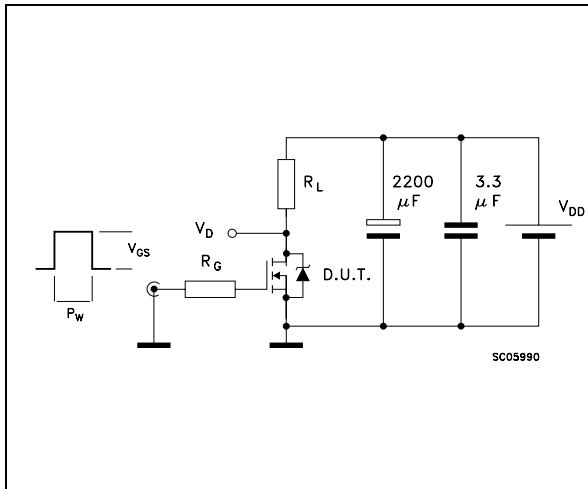 R_L
2200
μF
3.3
μF
V_DD
V_D
V_GS
R_G
D.U.T.
P_W
SC05990